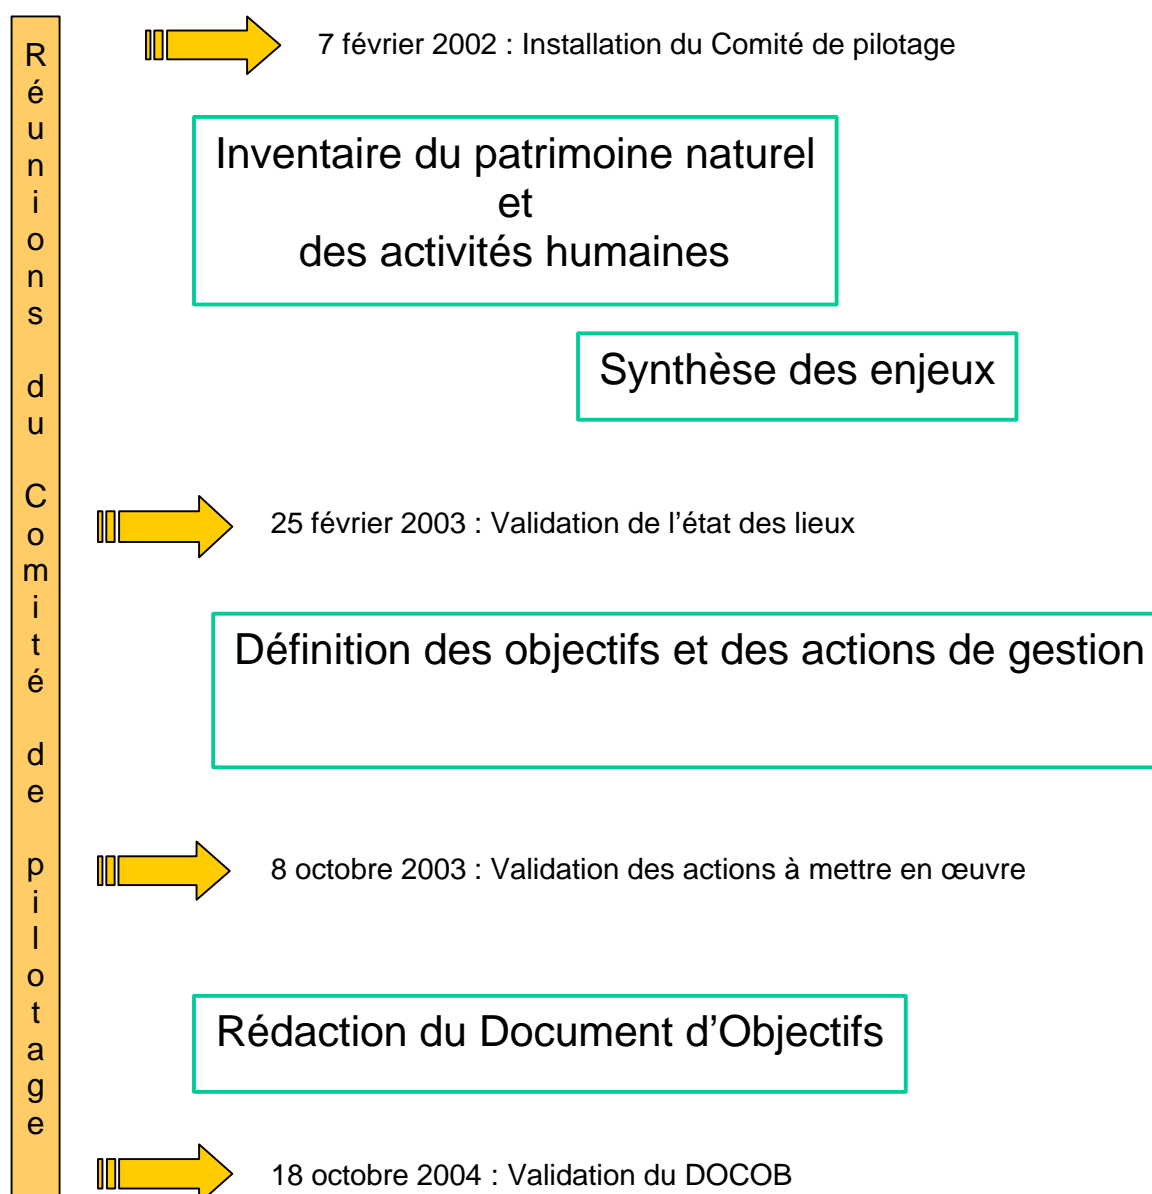 Réunions du Comité de pilotage
7 février 2002 : Installation du Comité de pilotage
Inventaire du patrimoine naturel
et
des activités humaines
Synthèse des enjeux
25 février 2003 : Validation de l’état des lieux
Définition des objectifs et des actions de gestion
8 octobre 2003 : Validation des actions à mettre en œuvre
Rédaction du Document d’Objectifs
18 octobre 2004 : Validation du DOCOB